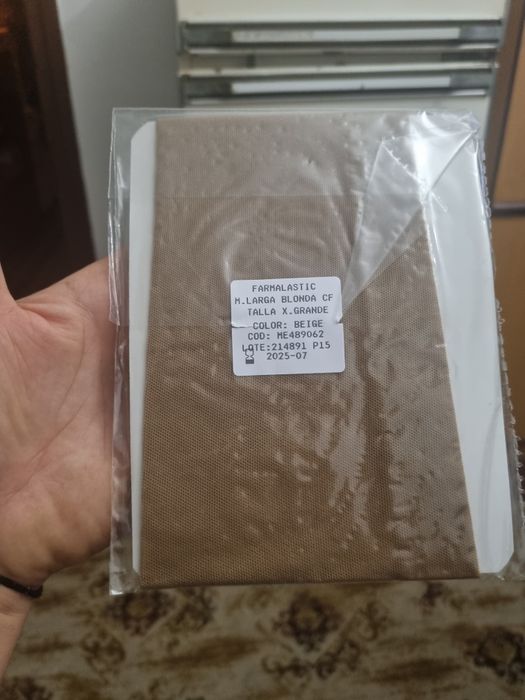 FARMALASTIC
M.LARGA BLONDA CF
TALLA X.GRANDE
COLOR: BEIGE
COD: ME489062
LOTE:214891 P15
2025-07